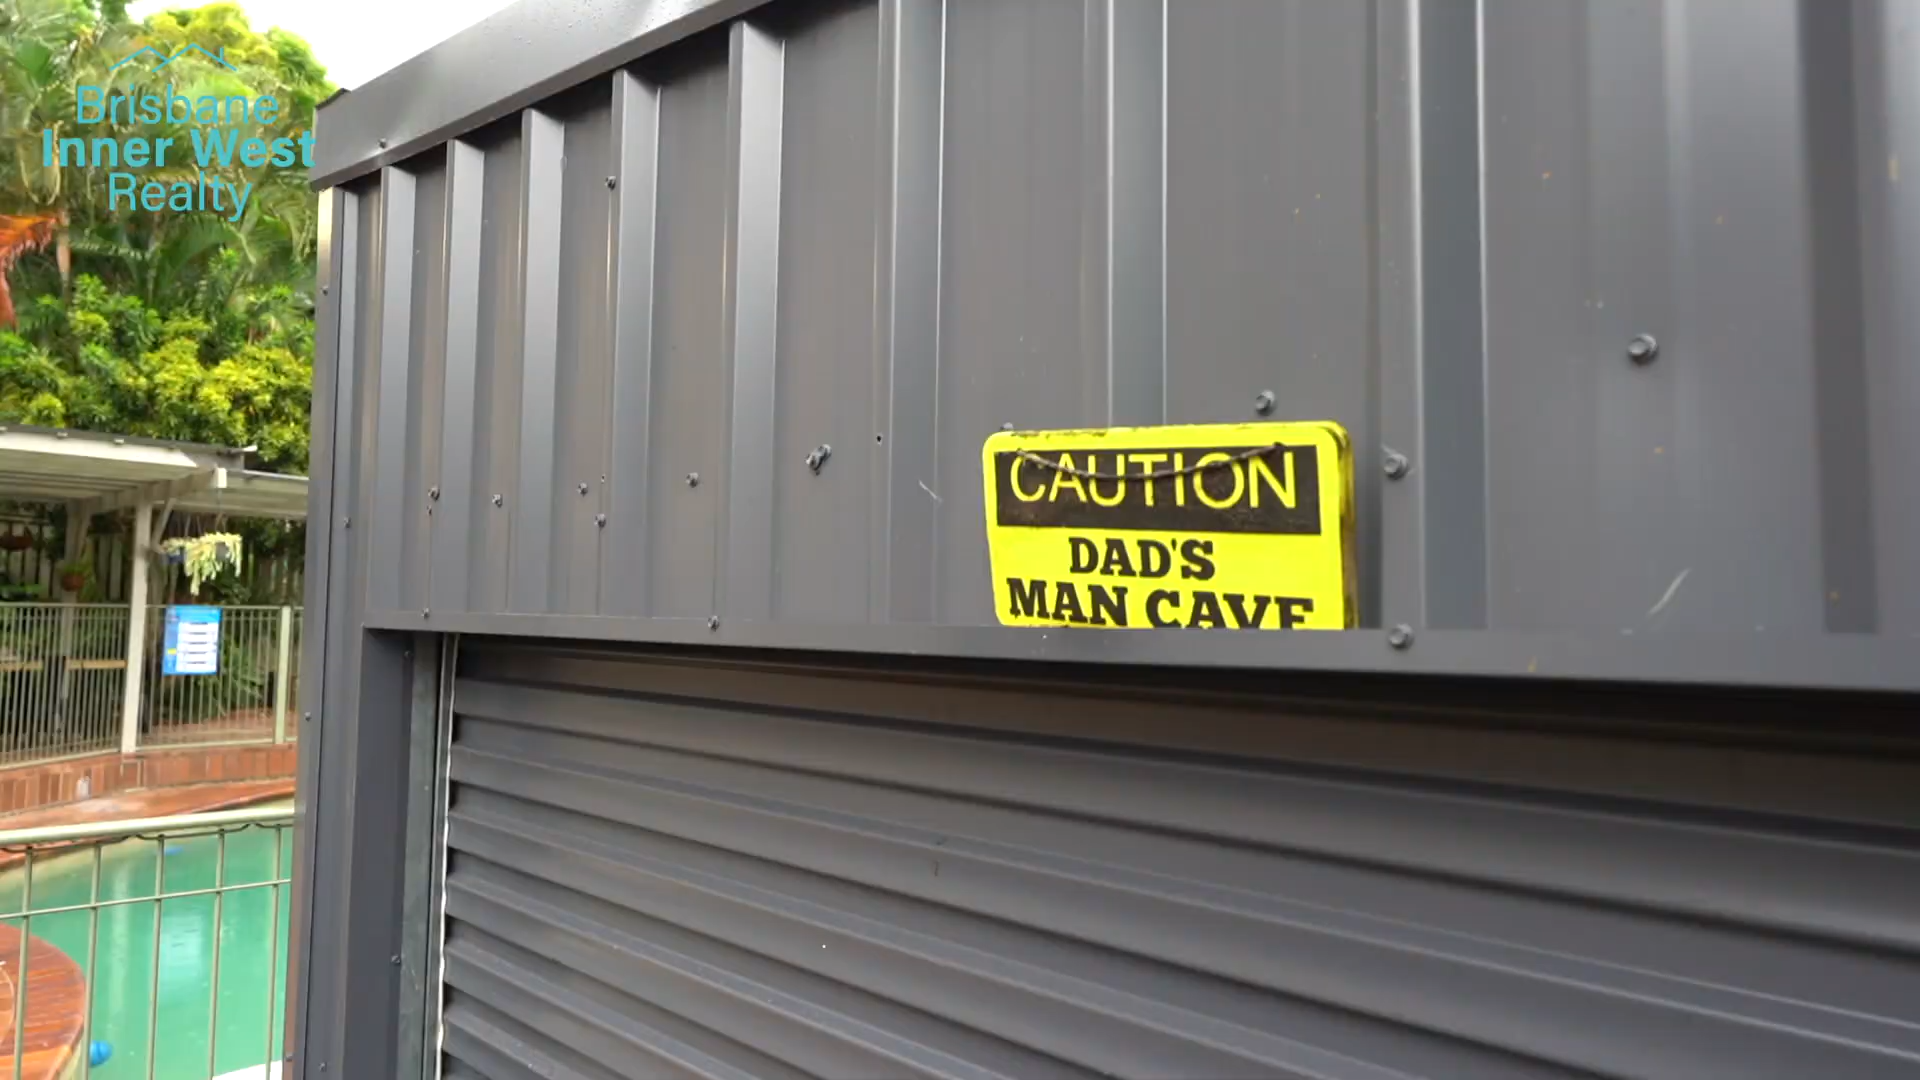 Brisbane
Inner West
Realty
CAUTION
DAD'S
MAN CAVE